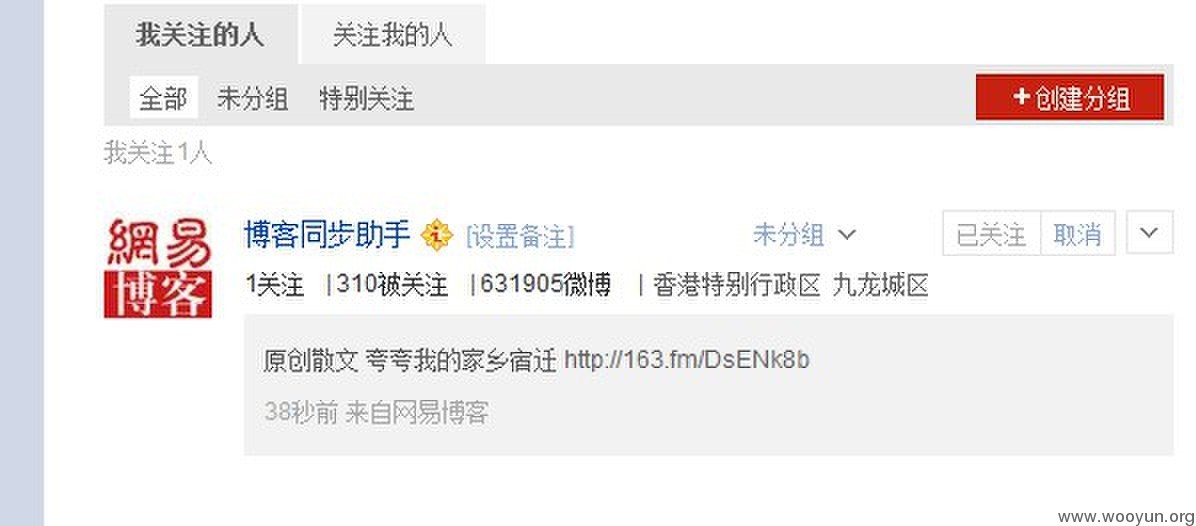 我关注的人 关注我的人
全部 未分组 特别关注 +创建分组
我关注1人
網易
博客
博客同步助手 [设置备注] 未分组 已关注 取消
1关注 |310被关注 |631905微博 | 香港特别行政区 九龙城区
原创散文 夸夸我的家乡宿迁 http://163.fm/DsENk8b
38秒前 来自网易博客
www.wooyun.org